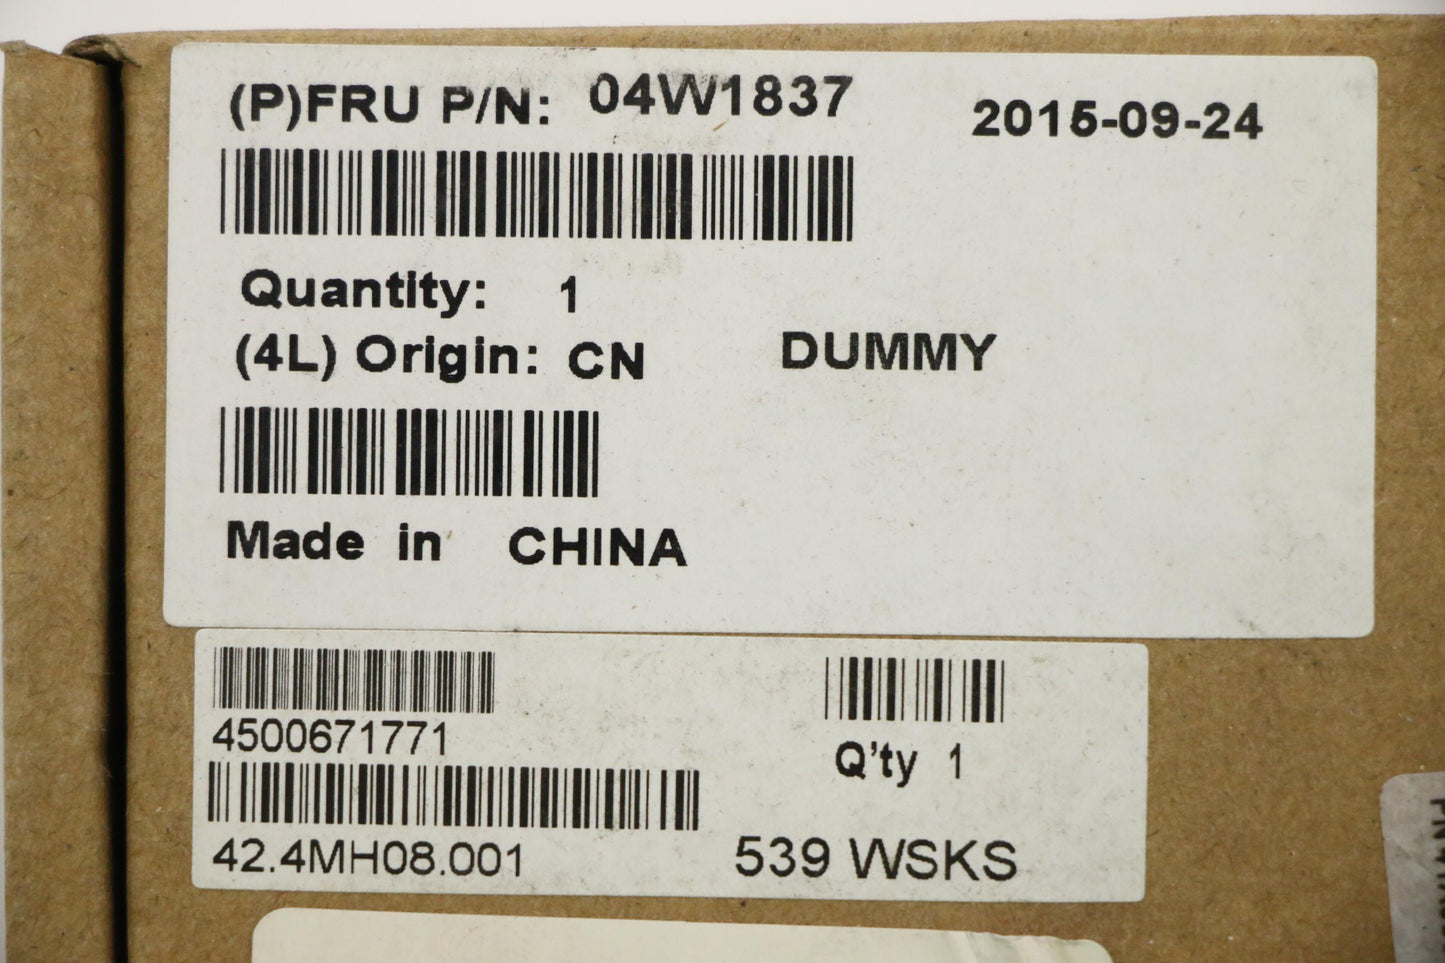 (P)FRU P/N: 04W1837 2015-09-24
Quantity: 1
(4L) Origin: CN DUMMY
Made in CHINA
4500671771
Q'ty 1
42.4MH08.001 539 WSKS